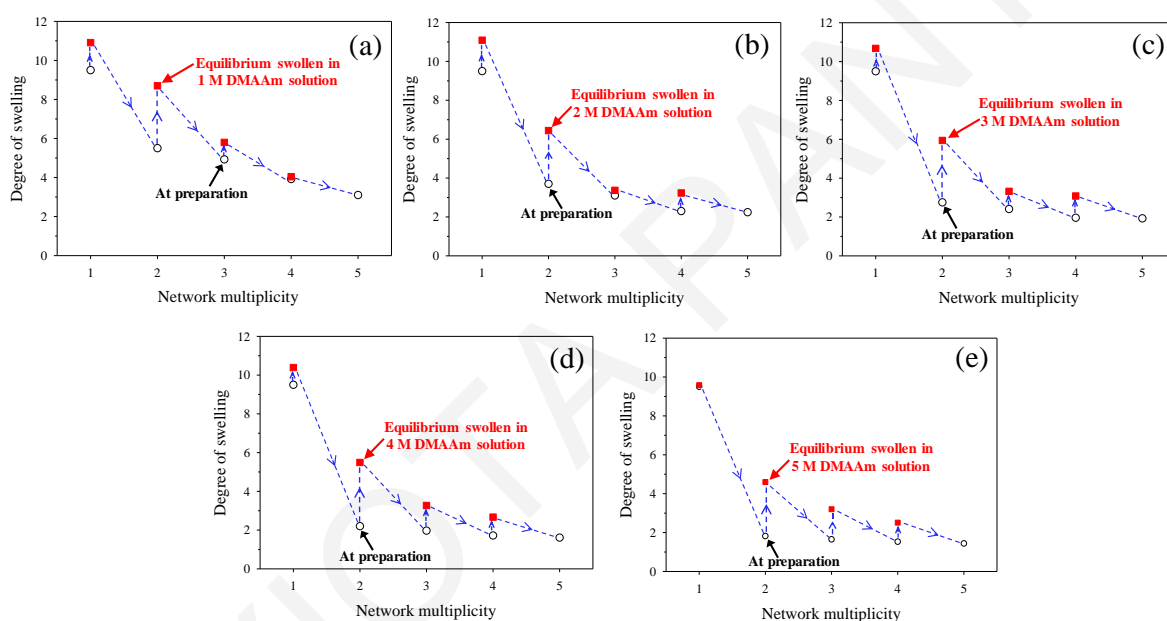 (a)
12
10
8
6
4
2
0
Degree of swelling
Equilibrium swollen in
1 M DMAAm solution
At preparation
1 2 3 4 5
Network multiplicity
(b)
12
10
8
6
4
2
0
Degree of swelling
Equilibrium swollen in
2 M DMAAm solution
At preparation
1 2 3 4 5
Network multiplicity
(c)
12
10
8
6
4
2
0
Degree of swelling
Equilibrium swollen in
3 M DMAAm solution
At preparation
1 2 3 4 5
Network multiplicity
(d)
12
10
8
6
4
2
0
Degree of swelling
Equilibrium swollen in
4 M DMAAm solution
At preparation
1 2 3 4 5
Network multiplicity
(e)
12
10
8
6
4
2
0
Degree of swelling
Equilibrium swollen in
5 M DMAAm solution
At preparation
1 2 3 4 5
Network multiplicity